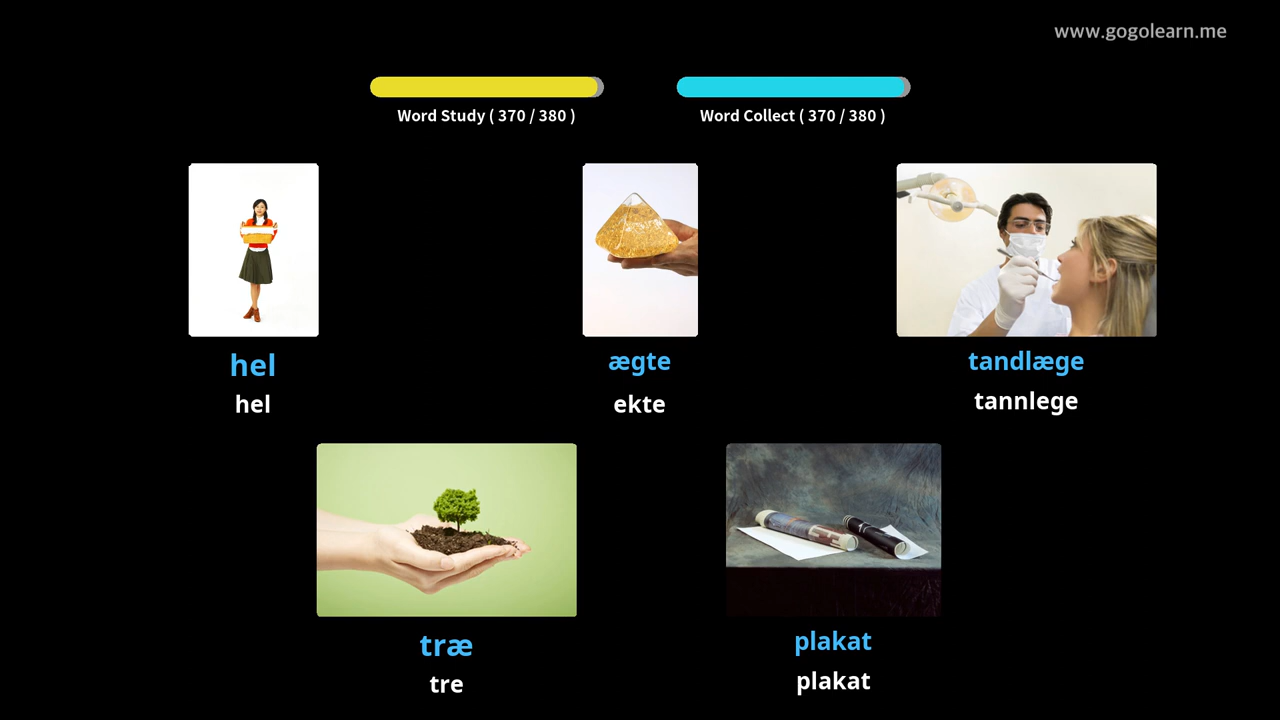 www.gogolearn.me
Word Study ( 370 / 380 )
Word Collect ( 370 / 380 )
hel
hel
ægte
ekte
tandlæge
tannlege
træ
tre
plakat
plakat